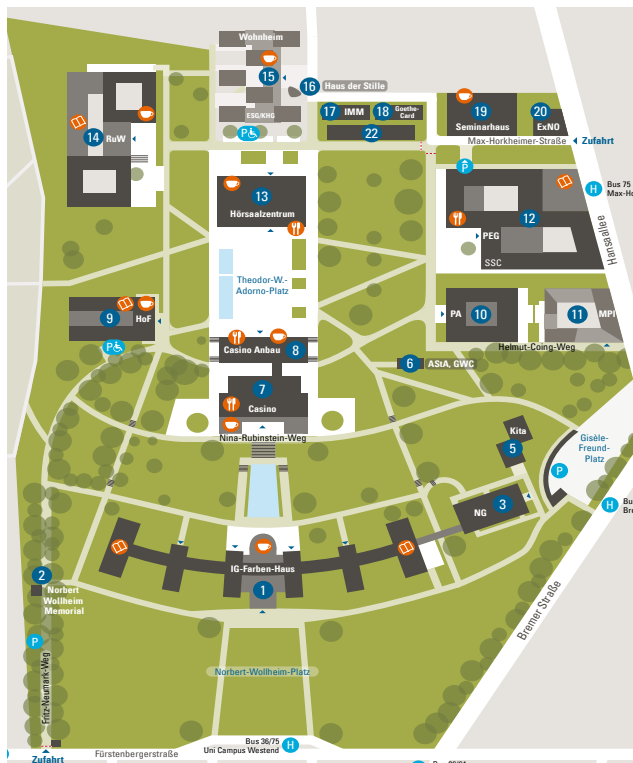 Wohnheim
15
16 Haus der Stille
ESG/KHG
P
17 IMM
18 Goethe-
Card
22
19
Seminarhaus
20
ExNO
Max-Horkheimer-Straße
Zufahrt
14 RuW
P
H
Bus 75
Max-Ho
Hansaallee
13
Hörsaalzentrum
12
PEG
SSC
Theodor-W.-
Adorno-Platz
9 HoF
P
PA 10
11 MPI
Helmut-Coing-Weg
Casino Anbau 8
6 AStA, GWC
7
Casino
Nina-Rubinstein-Weg
Kita
5
Gisèle-
Freund-
Platz
P
NG 3
H
Bu
Bre
IG-Farben-Haus
1
2
Norbert
Wollheim
Memorial
P
Fritz-Neumark-Weg
Bremer Straße
Norbert-Wollheim-Platz
Bus 36/75
Uni Campus Westend
H
Fürstenbergerstraße
Zufahrt